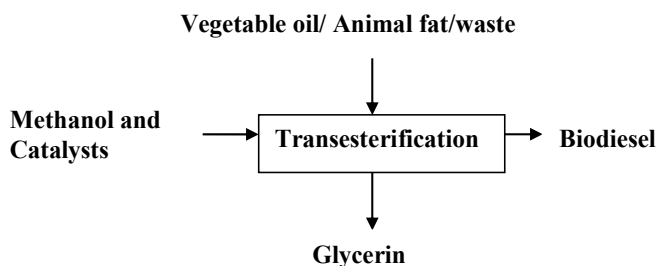 Vegetable oil/ Animal fat/waste
Methanol and
Catalysts
Transesterification
Biodiesel
Glycerin